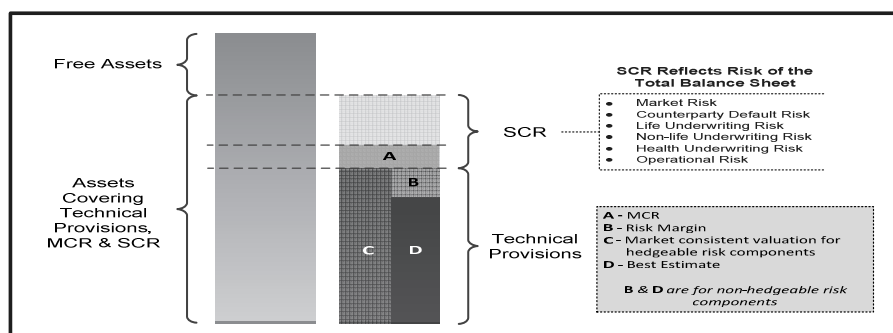 Free Assets
Assets
Covering
Technical
Provisions,
MCR & SCR
A
B
C
D
SCR
Technical
Provisions
SCR Reflects Risk of the
Total Balance Sheet
• Market Risk
• Counterparty Default Risk
• Life Underwriting Risk
• Non-life Underwriting Risk
• Health Underwriting Risk
• Operational Risk
A - MCR
B - Risk Margin
C - Market consistent valuation for
hedgeable risk components
D - Best Estimate
B & D are for non-hedgeable risk
components